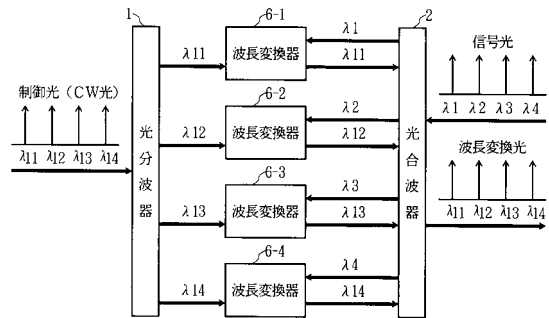 1
6-1
2
λ1
λ11
波長変換器
λ11
信号光
制御光(CW光)
6-2
λ1 λ2 λ3 λ4
λ2
λ12
波長変換器
λ12
λ11 λ12 λ13 λ14
光分波器
光合波器
波長変換光
6-3
λ3
λ13
波長変換器
λ13
λ11 λ12 λ13 λ14
6-4
λ4
λ14
波長変換器
λ14